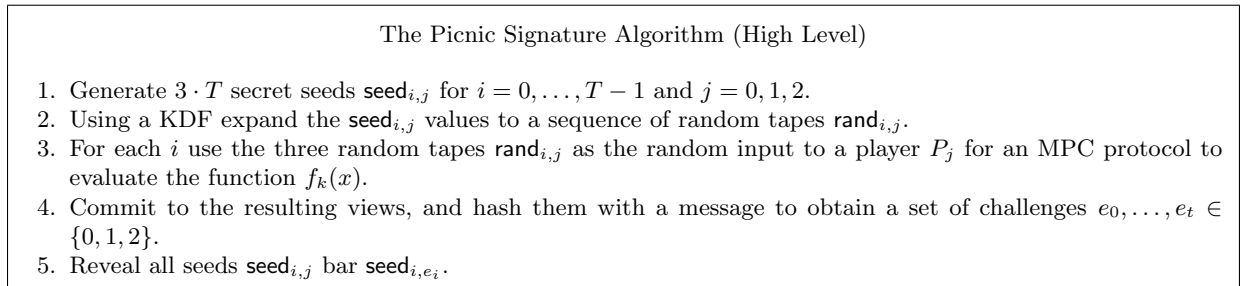 The Picnic Signature Algorithm (High Level)
1. Generate 3 · T secret seeds seed_{i,j} for i = 0, . . . , T − 1 and j = 0, 1, 2.
2. Using a KDF expand the seed_{i,j} values to a sequence of random tapes rand_{i,j}.
3. For each i use the three random tapes rand_{i,j} as the random input to a player P_j for an MPC protocol to
evaluate the function f_k(x).
4. Commit to the resulting views, and hash them with a message to obtain a set of challenges e_0, . . . , e_t ∈
{0, 1, 2}.
5. Reveal all seeds seed_{i,j} bar seed_{i,e_i}.